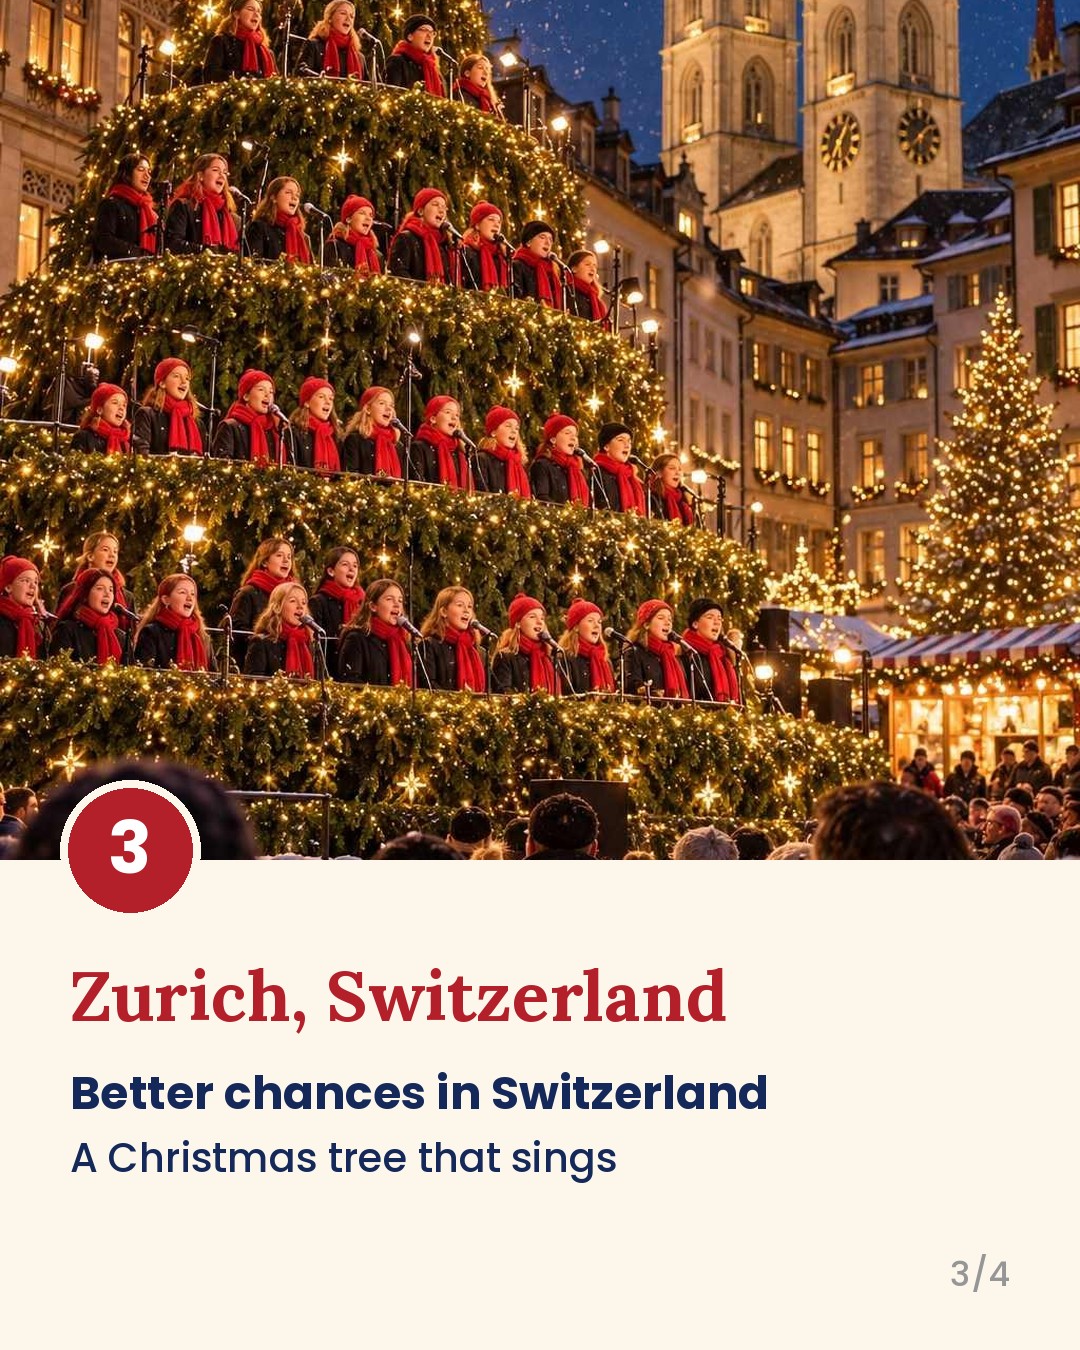 3
Zurich, Switzerland
Better chances in Switzerland
A Christmas tree that sings
3/4